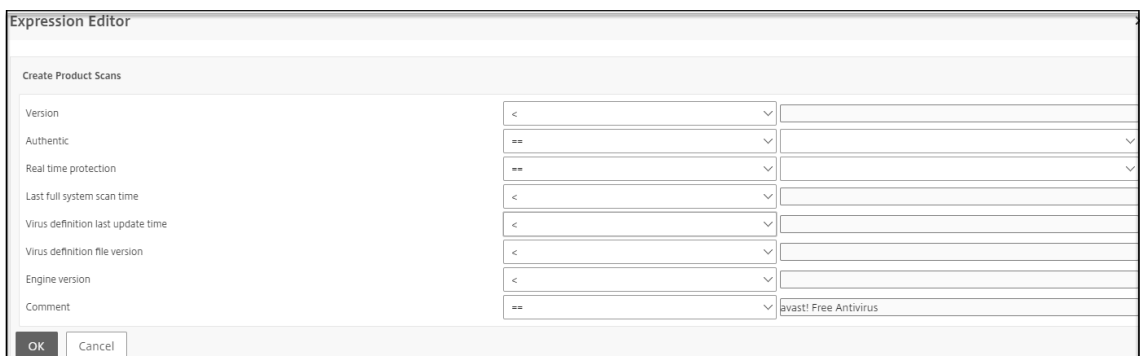 Expression Editor
Create Product Scans
Version <
Authentic ==
Real time protection ==
Last full system scan time <
Virus definition last update time <
Virus definition file version <
Engine version <
Comment == avast! Free Antivirus
OK Cancel